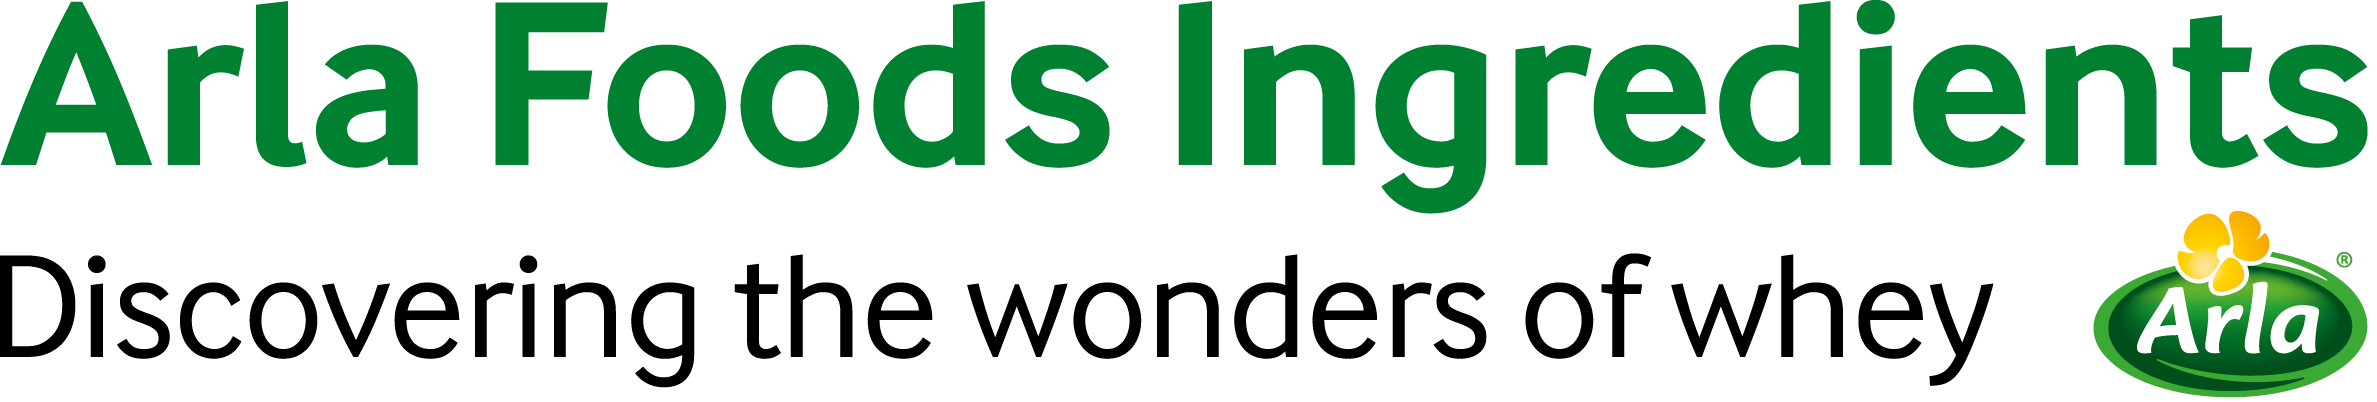 Arla Foods Ingredients
Discovering the wonders of whey
Arla®